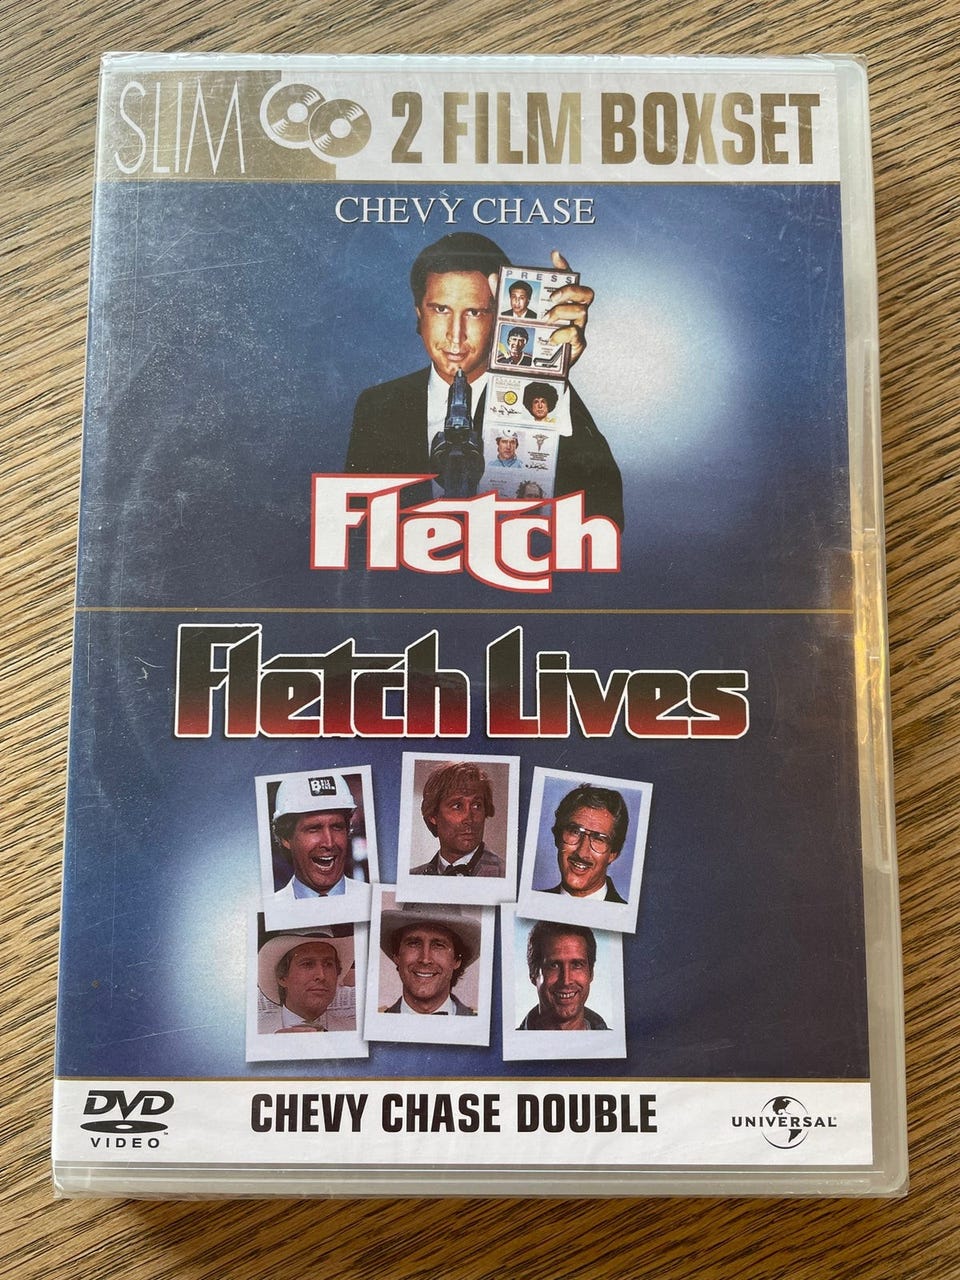 SLIM 2 FILM BOXSET
CHEVY CHASE
PRESS
Fletch
Fletch Lives
DVD
VIDEO
CHEVY CHASE DOUBLE
UNIVERSAL